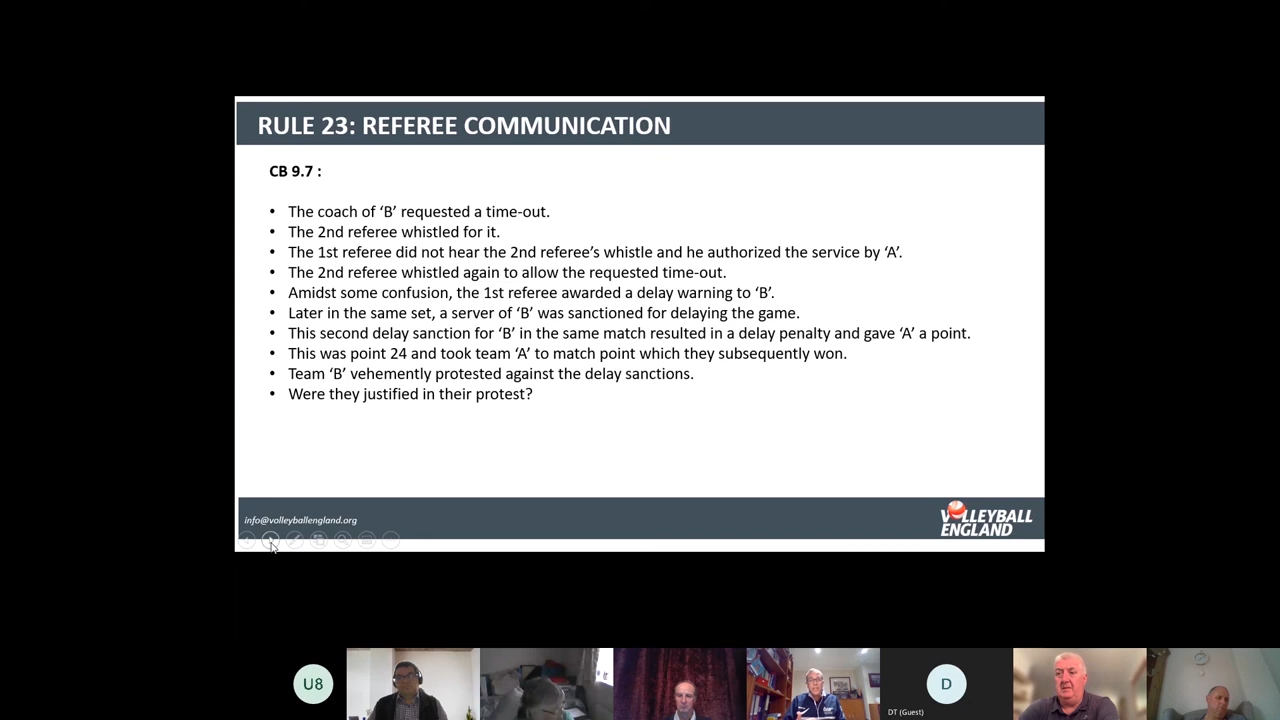 RULE 23: REFEREE COMMUNICATION
CB 9.7 :
• The coach of ‘B’ requested a time-out.
• The 2nd referee whistled for it.
• The 1st referee did not hear the 2nd referee’s whistle and he authorized the service by ‘A’.
• The 2nd referee whistled again to allow the requested time-out.
• Amidst some confusion, the 1st referee awarded a delay warning to ‘B’.
• Later in the same set, a server of ‘B’ was sanctioned for delaying the game.
• This second delay sanction for ‘B’ in the same match resulted in a delay penalty and gave ‘A’ a point.
• This was point 24 and took team ‘A’ to match point which they subsequently won.
• Team ‘B’ vehemently protested against the delay sanctions.
• Were they justified in their protest?
info@volleyballengland.org
VOLLEYBALL
ENGLAND
U8
D
DT (Guest)